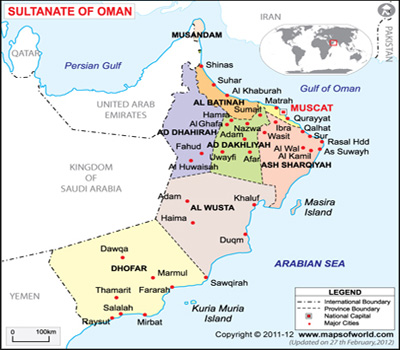 SULTANATE OF OMAN
IRAN
PAKISTAN
MUSANDAM
QATAR
Persian Gulf
Shinas
Gulf of Oman
Suhar
Al Khaburah
AL BATINAH
Matrah
MUSCAT
UNITED ARAB
EMIRATES
Sumail
Hamra
Qurayyat
Al Ghafa
Nazwa
Ibra
Qalhat
AD DHAHIRAH
Adam
Wasit
Sur
Rasal Hdd
AD DAKHLIYAH
Fahud
Uwayfi
Afar
Al Wal
As Suwayh
Al Kamil
Al Huwaisah
ASH SHARQIYAH
KINGDOM
OF
SAUDI ARABIA
Adam
AL WUSTA
Khaluf
Masira
Island
Haima
Duqm
Dawqa
ARABIAN SEA
DHOFAR
Marmul
Sawqirah
Thamarit
Fararah
YEMEN
Salalah
Raysut
Mirbat
Kuria Muria
Island
LEGEND
International Boundary
Province Boundary
National Capital
Major Cities
0
100km
Copyright © 2011-12 www.mapsofworld.com
(Updated on 27 th February,2012)